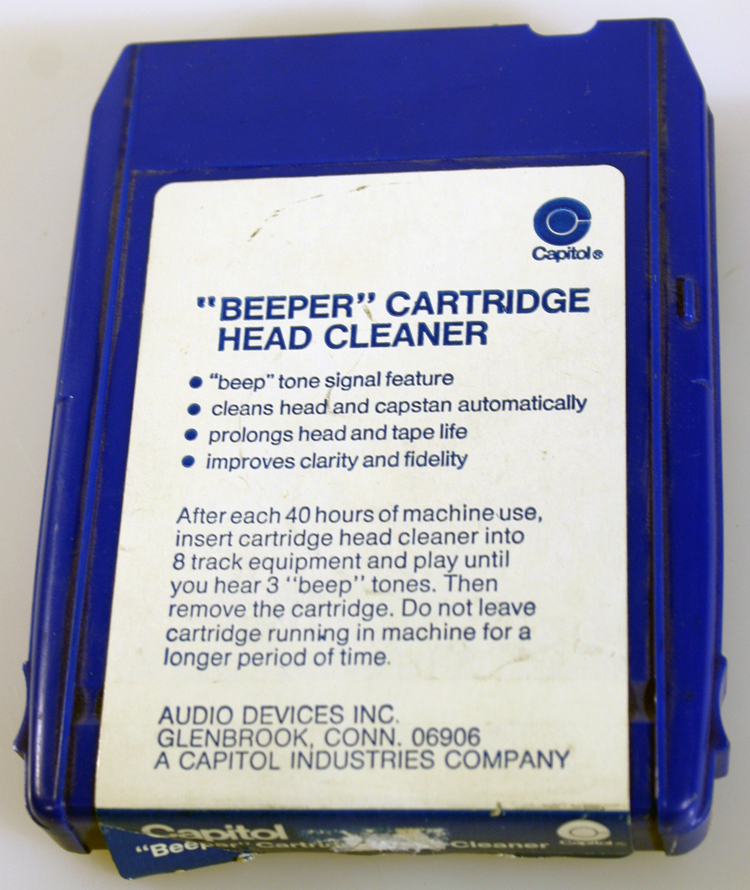 Capitol®
"BEEPER" CARTRIDGE
HEAD CLEANER
● "beep" tone signal feature
● cleans head and capstan automatically
● prolongs head and tape life
● improves clarity and fidelity
After each 40 hours of machine use,
insert cartridge head cleaner into
8 track equipment and play until
you hear 3 "beep" tones. Then
remove the cartridge. Do not leave
cartridge running in machine for a
longer period of time.
AUDIO DEVICES INC.
GLENBROOK, CONN. 06906
A CAPITOL INDUSTRIES COMPANY
Capitol
"Beeper" Cleaner
Capitol®